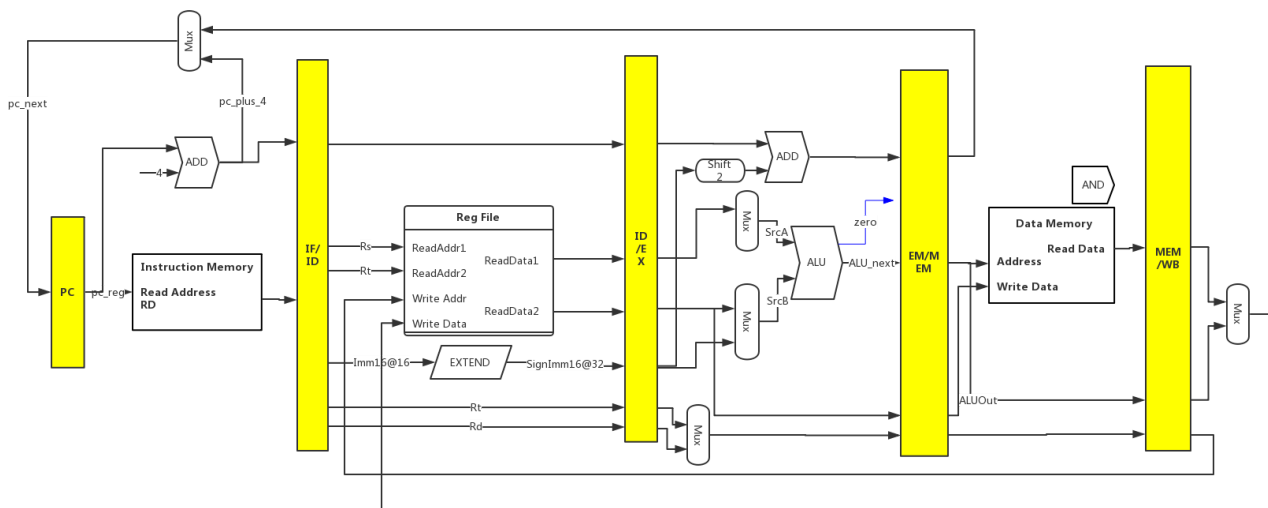 Mux
pc_next
pc_plus_4
ADD
4
PC
pc_reg
Instruction Memory
Read Address
RD
IF/
ID
Rs
Rt
Reg File
ReadAddr1
ReadData1
ReadAddr2
Write Addr
ReadData2
Write Data
Imm16@16
EXTEND
SignImm16@32
Rt
Rd
ID
/E
X
Shift
2
ADD
Mux
SrcA
Mux
SrcB
ALU
zero
ALU_next
Mux
EM/M
EM
AND
Data Memory
Read Data
Address
Write Data
ALUOut
MEM
/WB
Mux